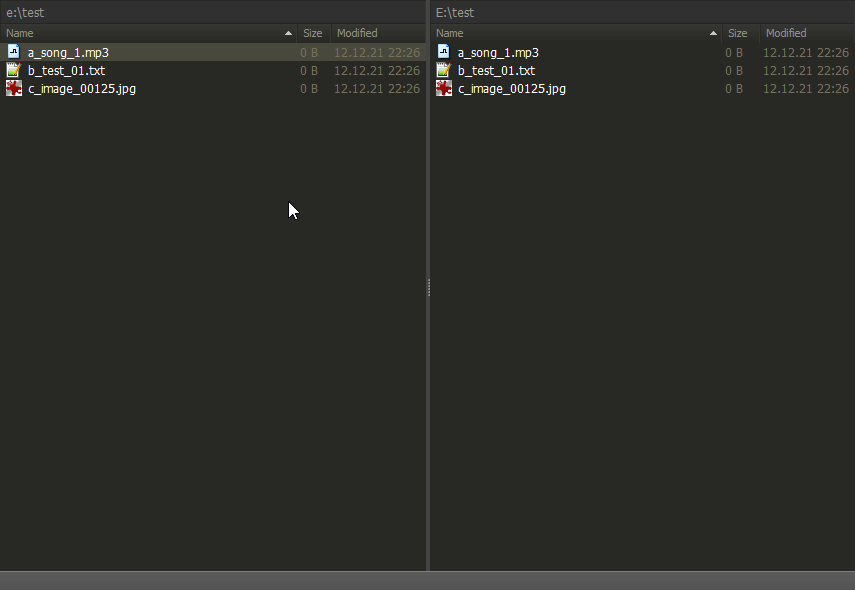 e:\test
Name Size Modified
a_song_1.mp3 0 B 12.12.21 22:26
b_test_01.txt 0 B 12.12.21 22:26
c_image_00125.jpg 0 B 12.12.21 22:26
E:\test
Name Size Modified
a_song_1.mp3 0 B 12.12.21 22:26
b_test_01.txt 0 B 12.12.21 22:26
c_image_00125.jpg 0 B 12.12.21 22:26